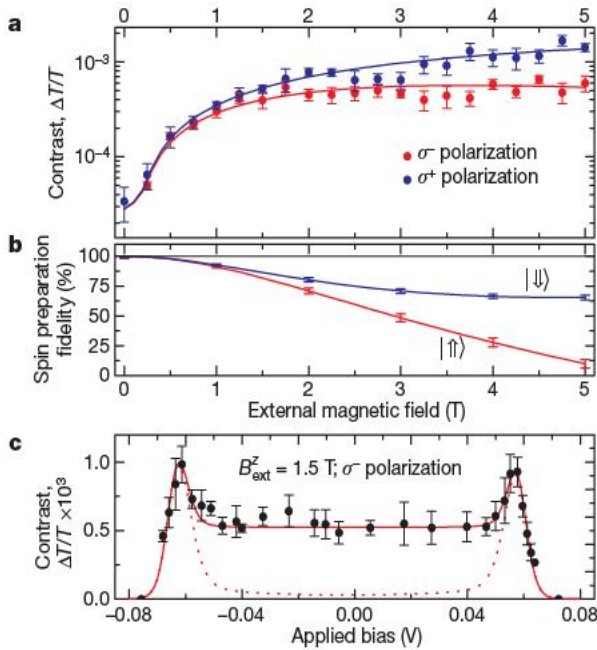 a
0 1 2 3 4 5
Contrast, ΔT/T
10⁻³
10⁻⁴
σ⁻ polarization
σ⁺ polarization
b
Spin preparation
fidelity (%)
100
75
50
25
0
|⇓⟩
|⇑⟩
0 1 2 3 4 5
External magnetic field (T)
c
Contrast,
ΔT/T ×10³
1.0
0.5
0.0
Bᶻext = 1.5 T; σ⁻ polarization
−0.08 −0.04 0.00 0.04 0.08
Applied bias (V)